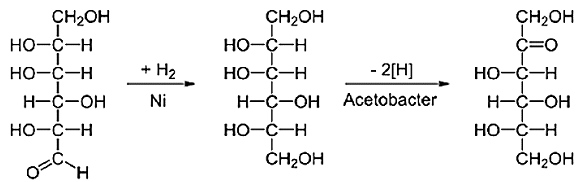 CH₂OH
HO H
HO H
H OH
HO H
O H
+ H₂
Ni
CH₂OH
HO H
HO H
H OH
HO H
CH₂OH
- 2[H]
Acetobacter
CH₂OH
O
HO H
H OH
HO H
CH₂OH